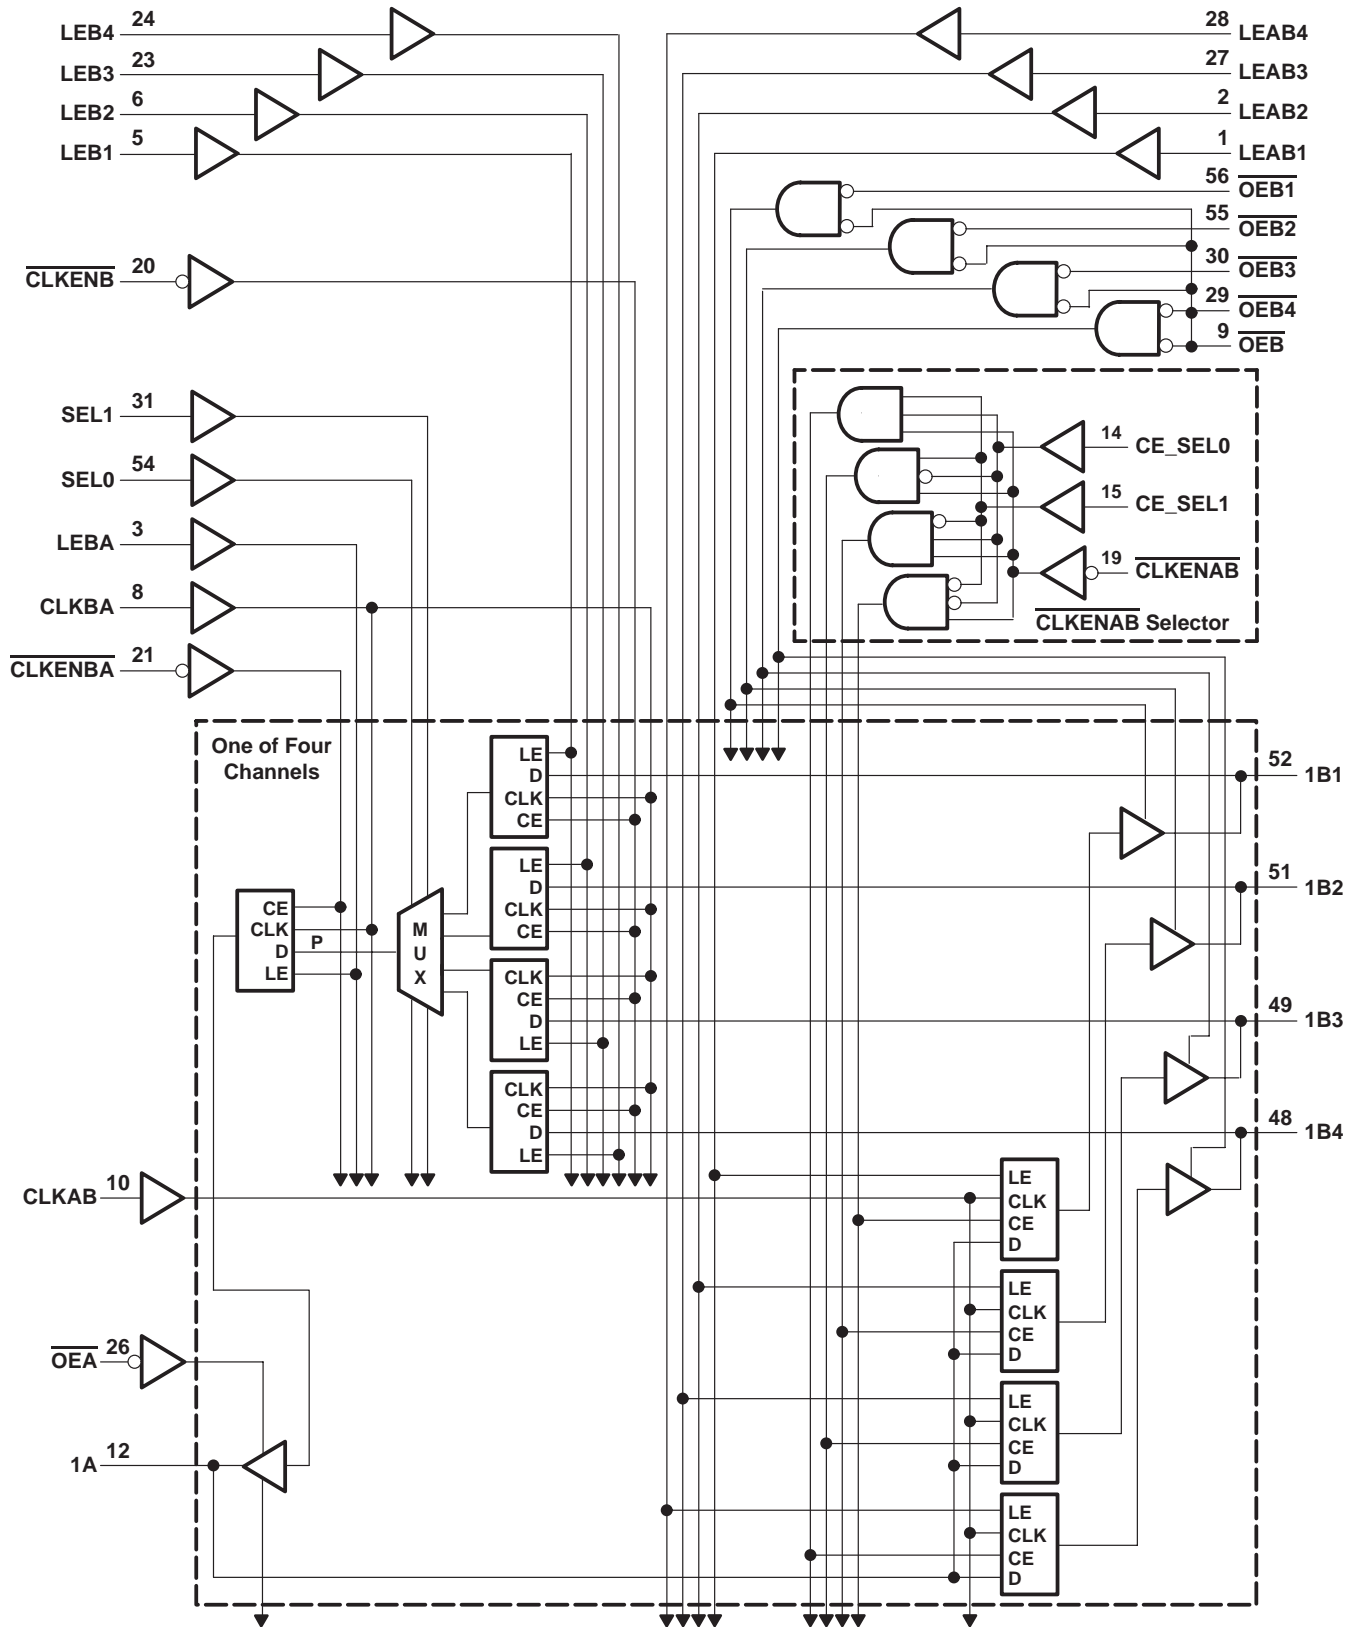 LEB4 24
LEB3 23
LEB2 6
LEB1 5
28 LEAB4
27 LEAB3
2 LEAB2
1 LEAB1
56 OEB1
55 OEB2
30 OEB3
29 OEB4
9 OEB
CLKENB 20
SEL1 31
SEL0 54
LEBA 3
CLKBA 8
CLKENBA 21
14 CE_SEL0
15 CE_SEL1
19 CLKENAB
CLKENAB Selector
One of Four
Channels
LE
D
CLK
CE
LE
D
CLK
CE
CLK
CE
D
LE
CLK
CE
D
LE
CE
CLK
D
LE
P
M
U
X
52 1B1
51 1B2
49 1B3
48 1B4
CLKAB 10
OEA 26
1A 12
LE
CLK
CE
D
LE
CLK
CE
D
LE
CLK
CE
D
LE
CLK
CE
D